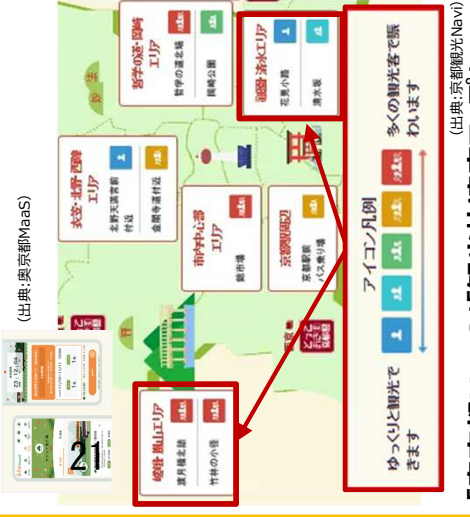 (出典:奥京都MaaS)
21
衣笠・北野・西陣
エリア
北野天満宮前
付近
金閣寺道付近
哲学の道・岡崎
エリア
哲学の道北端
岡崎公園
市内中心部
エリア
錦市場
祇園・清水エリア
花見小路
清水坂
嵯峨・嵐山エリア
渡月橋北詰
竹林の小径
京都駅周辺
京都駅前
バス乗り場
アイコン凡例
ゆっくりと観光で
きます
多くの観光客で賑
わいます
(出典:京都観光Navi)